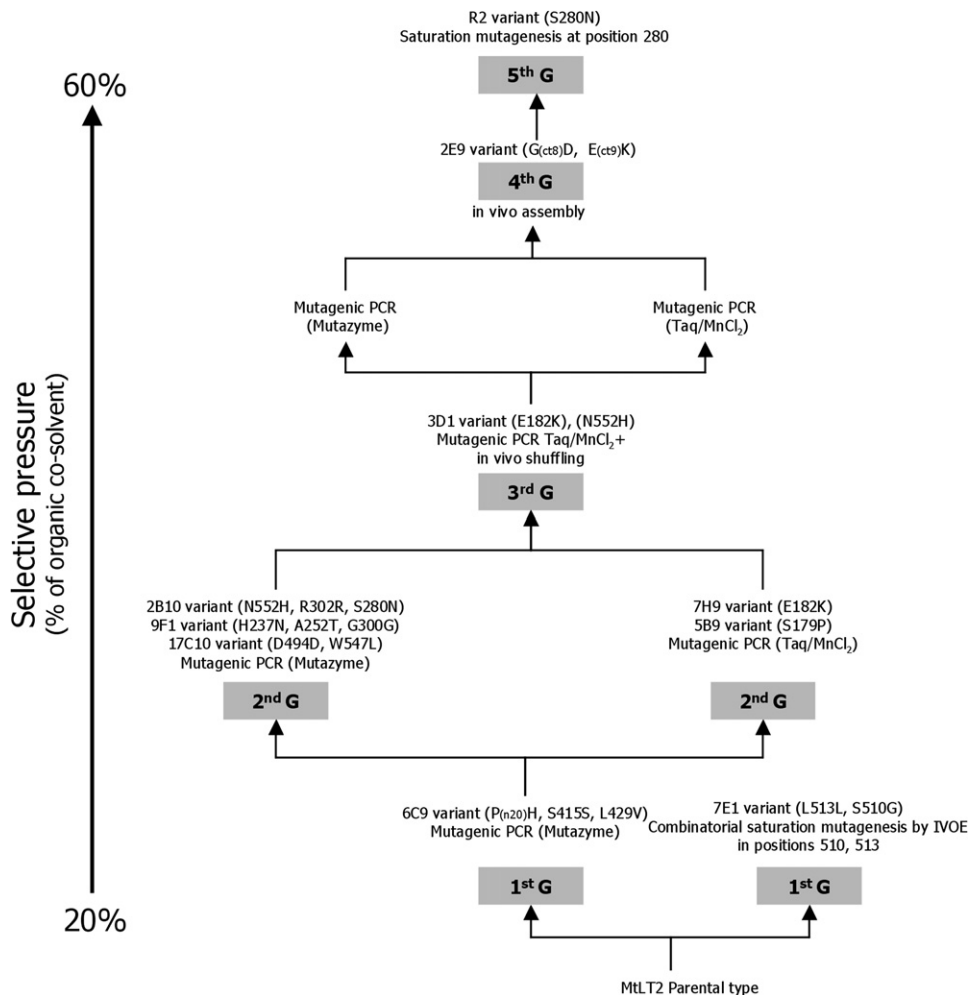 R2 variant (S280N)
Saturation mutagenesis at position 280
5th G
60%
2E9 variant (G(ct8)D, E(ct9)K)
4th G
in vivo assembly
Mutagenic PCR
(Mutazyme)
Mutagenic PCR
(Taq/MnCl2)
3D1 variant (E182K), (N552H)
Mutagenic PCR Taq/MnCl2+
in vivo shuffling
3rd G
Selective pressure
(% of organic co-solvent)
2B10 variant (N552H, R302R, S280N)
9F1 variant (H237N, A252T, G300G)
17C10 variant (D494D, W547L)
Mutagenic PCR (Mutazyme)
2nd G
7H9 variant (E182K)
5B9 variant (S179P)
Mutagenic PCR (Taq/MnCl2)
2nd G
6C9 variant (P(n20)H, S415S, L429V)
Mutagenic PCR (Mutazyme)
1st G
7E1 variant (L513L, S510G)
Combinatorial saturation mutagenesis by IVOE
in positions 510, 513
1st G
20%
MtLT2 Parental type